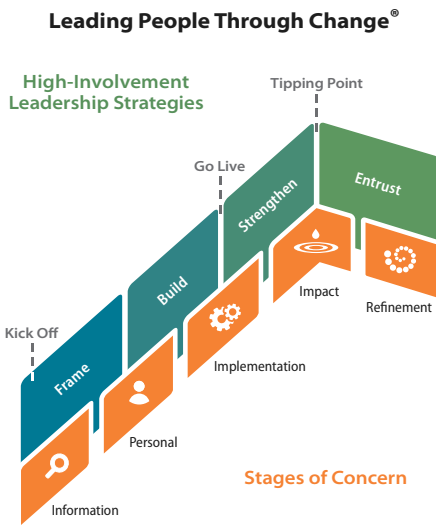 Leading People Through Change®
High-Involvement
Leadership Strategies
Tipping Point
Go Live
Kick Off
Frame
Build
Strengthen
Entrust
Impact
Refinement
Implementation
Personal
Information
Stages of Concern